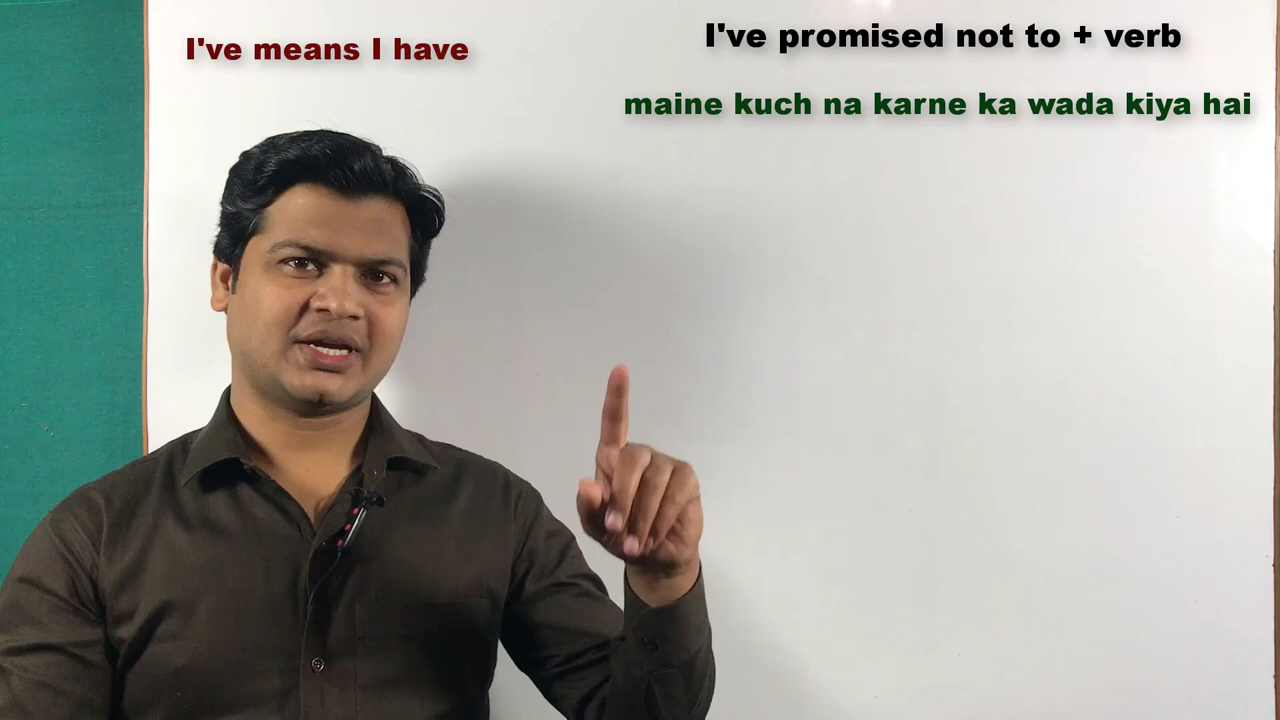 I've means I have
I've promised not to + verb
maine kuch na karne ka wada kiya hai